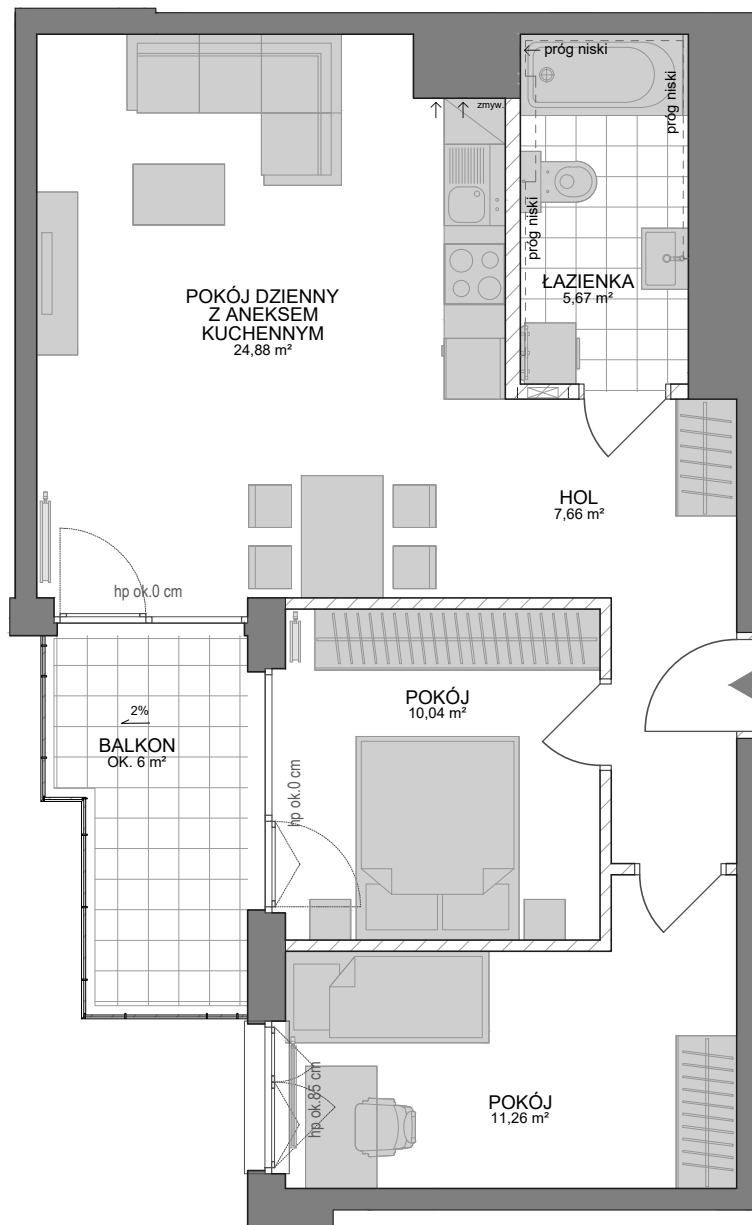 próg niski
próg niski
zmyw.
próg niski
ŁAZIENKA
5,67 m²
POKÓJ DZIENNY
Z ANEKSEM
KUCHENNYM
24,88 m²
HOL
7,66 m²
hp ok.0 cm
POKÓJ
10,04 m²
2%
BALKON
OK. 6 m²
hp ok.0 cm
hp ok.85 cm
POKÓJ
11,26 m²